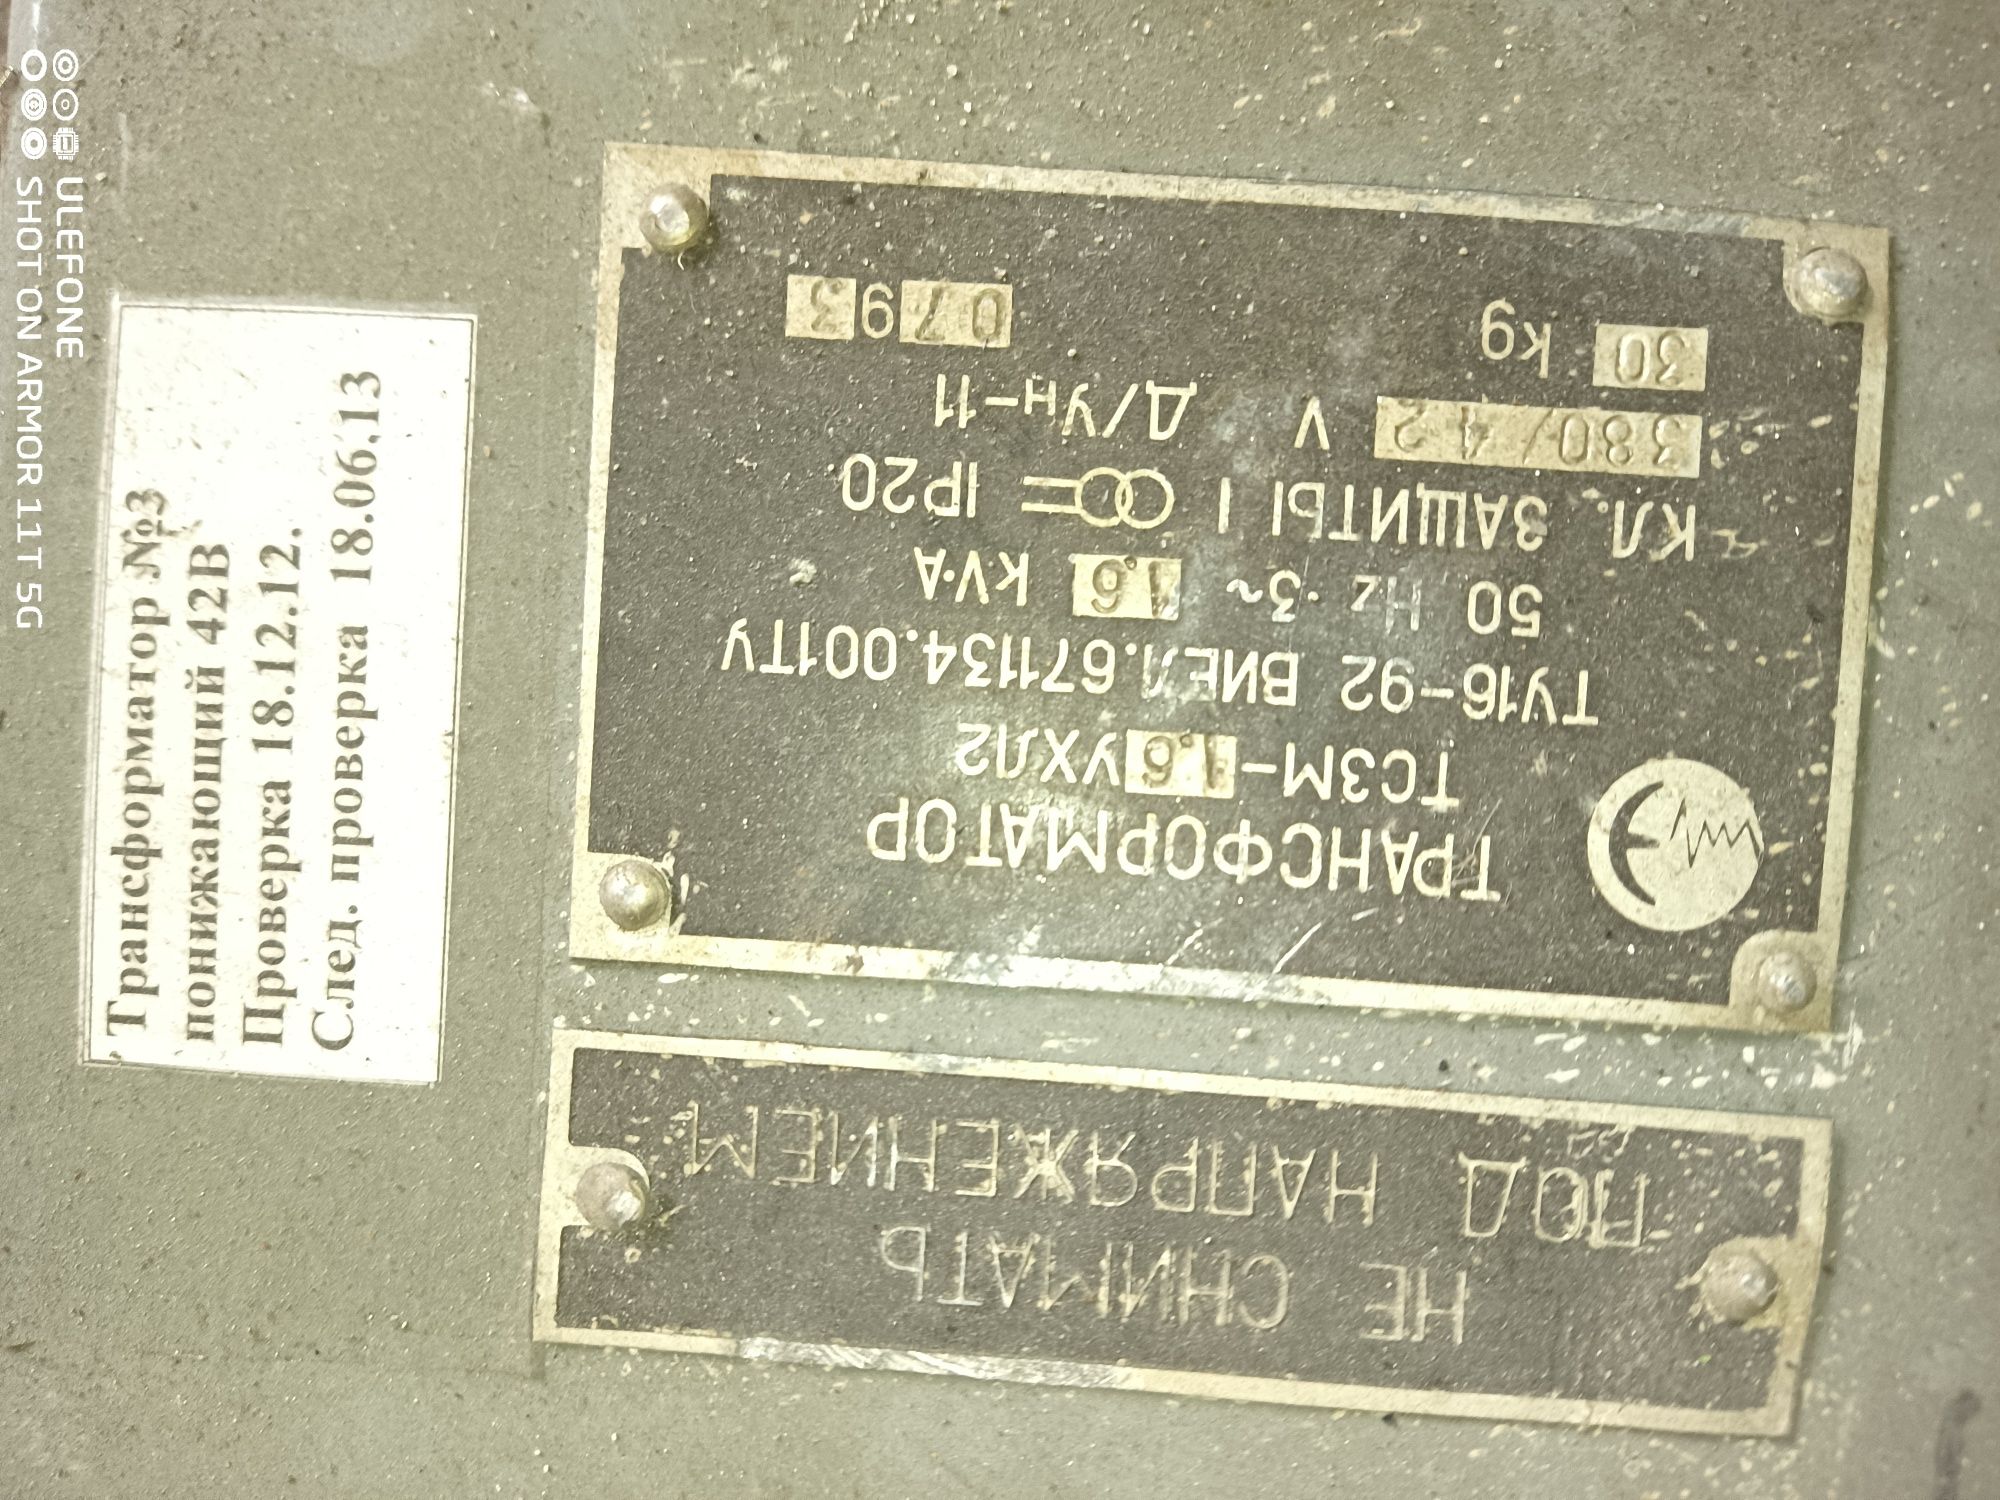 ТРАНСФОРМАТОР
ТСЗМ-1.6 УХЛ2
ТУ16-92 ВИЕЛ.671134.001ТУ
50 Hz 3~ 1.6 kV·A
КЛ. ЗАЩИТЫ I IP20
380/42 V Д/Ун-11
30 kg 0793
НЕ СНИМАТЬ
ПОД НАПРЯЖЕНИЕМ
Трансформатор №3
понижающий 42В
Проверка 18.12.12.
След. проверка 18.06.13
ULEFONE
SHOT ON ARMOR 11T 5G